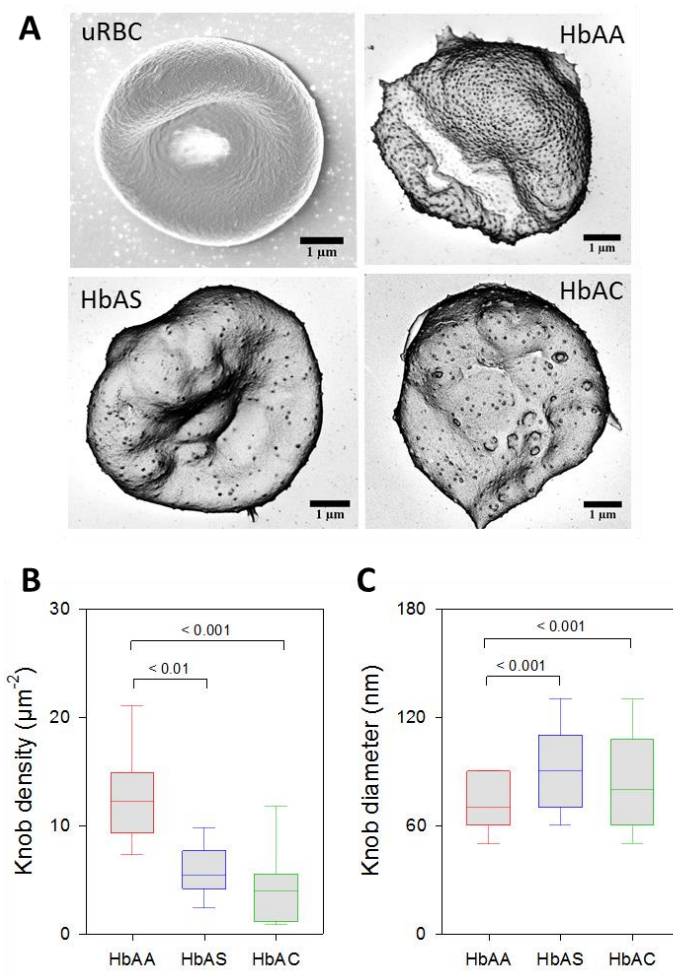 A
uRBC
HbAA
1 µm
1 µm
HbAS
HbAC
1 µm
1 µm
B
C
Knob density (µm⁻²)
30
20
10
0
< 0.001
< 0.01
HbAA HbAS HbAC
Knob diameter (nm)
180
120
60
0
< 0.001
< 0.001
HbAA HbAS HbAC